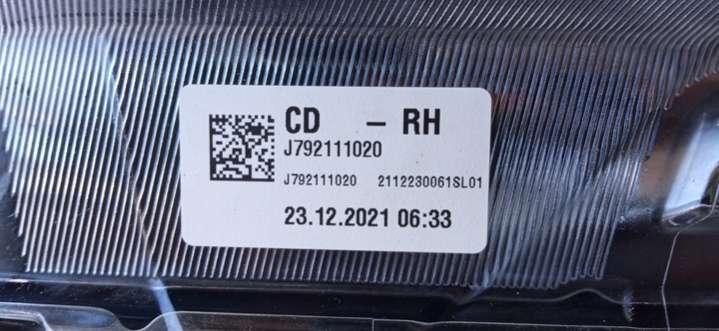 CD – RH
J792111020
J792111020 2112230061SL01
23.12.2021 06:33